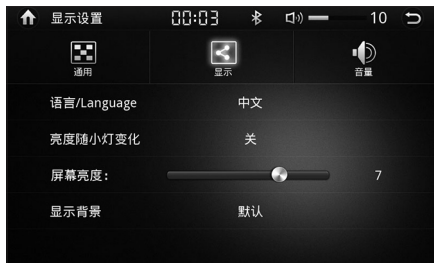 显示设置 00:03 10
通用 显示 音量
语言/Language 中文
亮度随小灯变化 关
屏幕亮度： 7
显示背景 默认